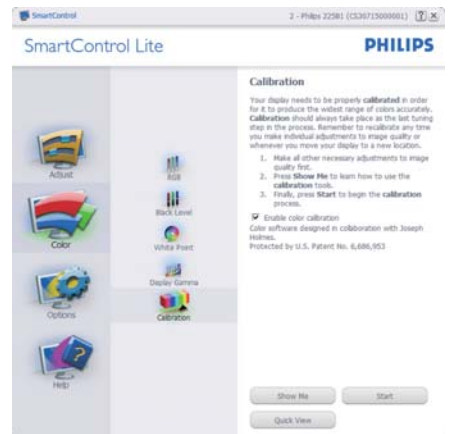 SmartControl
2 - Philips 225B1 (CS30715000001)
SmartControl Lite
PHILIPS
Adjust
Color
Options
Help
RGB
Black Level
White Point
Display Gamma
Calibration
Calibration
Your display needs to be properly calibrated in order
for it to produce the widest range of colors accurately.
Calibration should always take place as the last tuning
step in the process. Remember to recalibrate any time
you make individual adjustments to image quality or
whenever you move your display to a new location.
1. Make all other necessary adjustments to image
quality first.
2. Press Show Me to learn how to use the
calibration tools.
3. Finally, press Start to begin the calibration
process.
Enable color calibration
Color software designed in collaboration with Joseph
Holmes.
Protected by U.S. Patent No. 6,686,953
Show Me
Start
Quick View